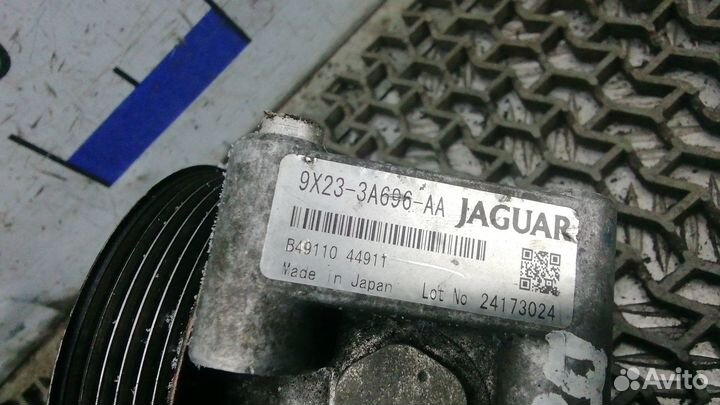 9X23-3A696-AA JAGUAR
B49110 44911
Made in Japan Lot No 24173024
Avito